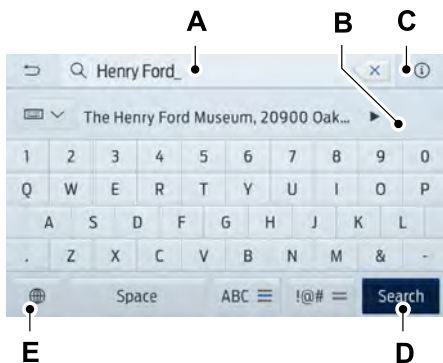 A
B
C
Henry Ford_
The Henry Ford Museum, 20900 Oak...
1 2 3 4 5 6 7 8 9 0
Q W E R T Y U I O P
A S D F G H J K L
. Z X C V B N M & -
Space ABC !@# Search
E
D